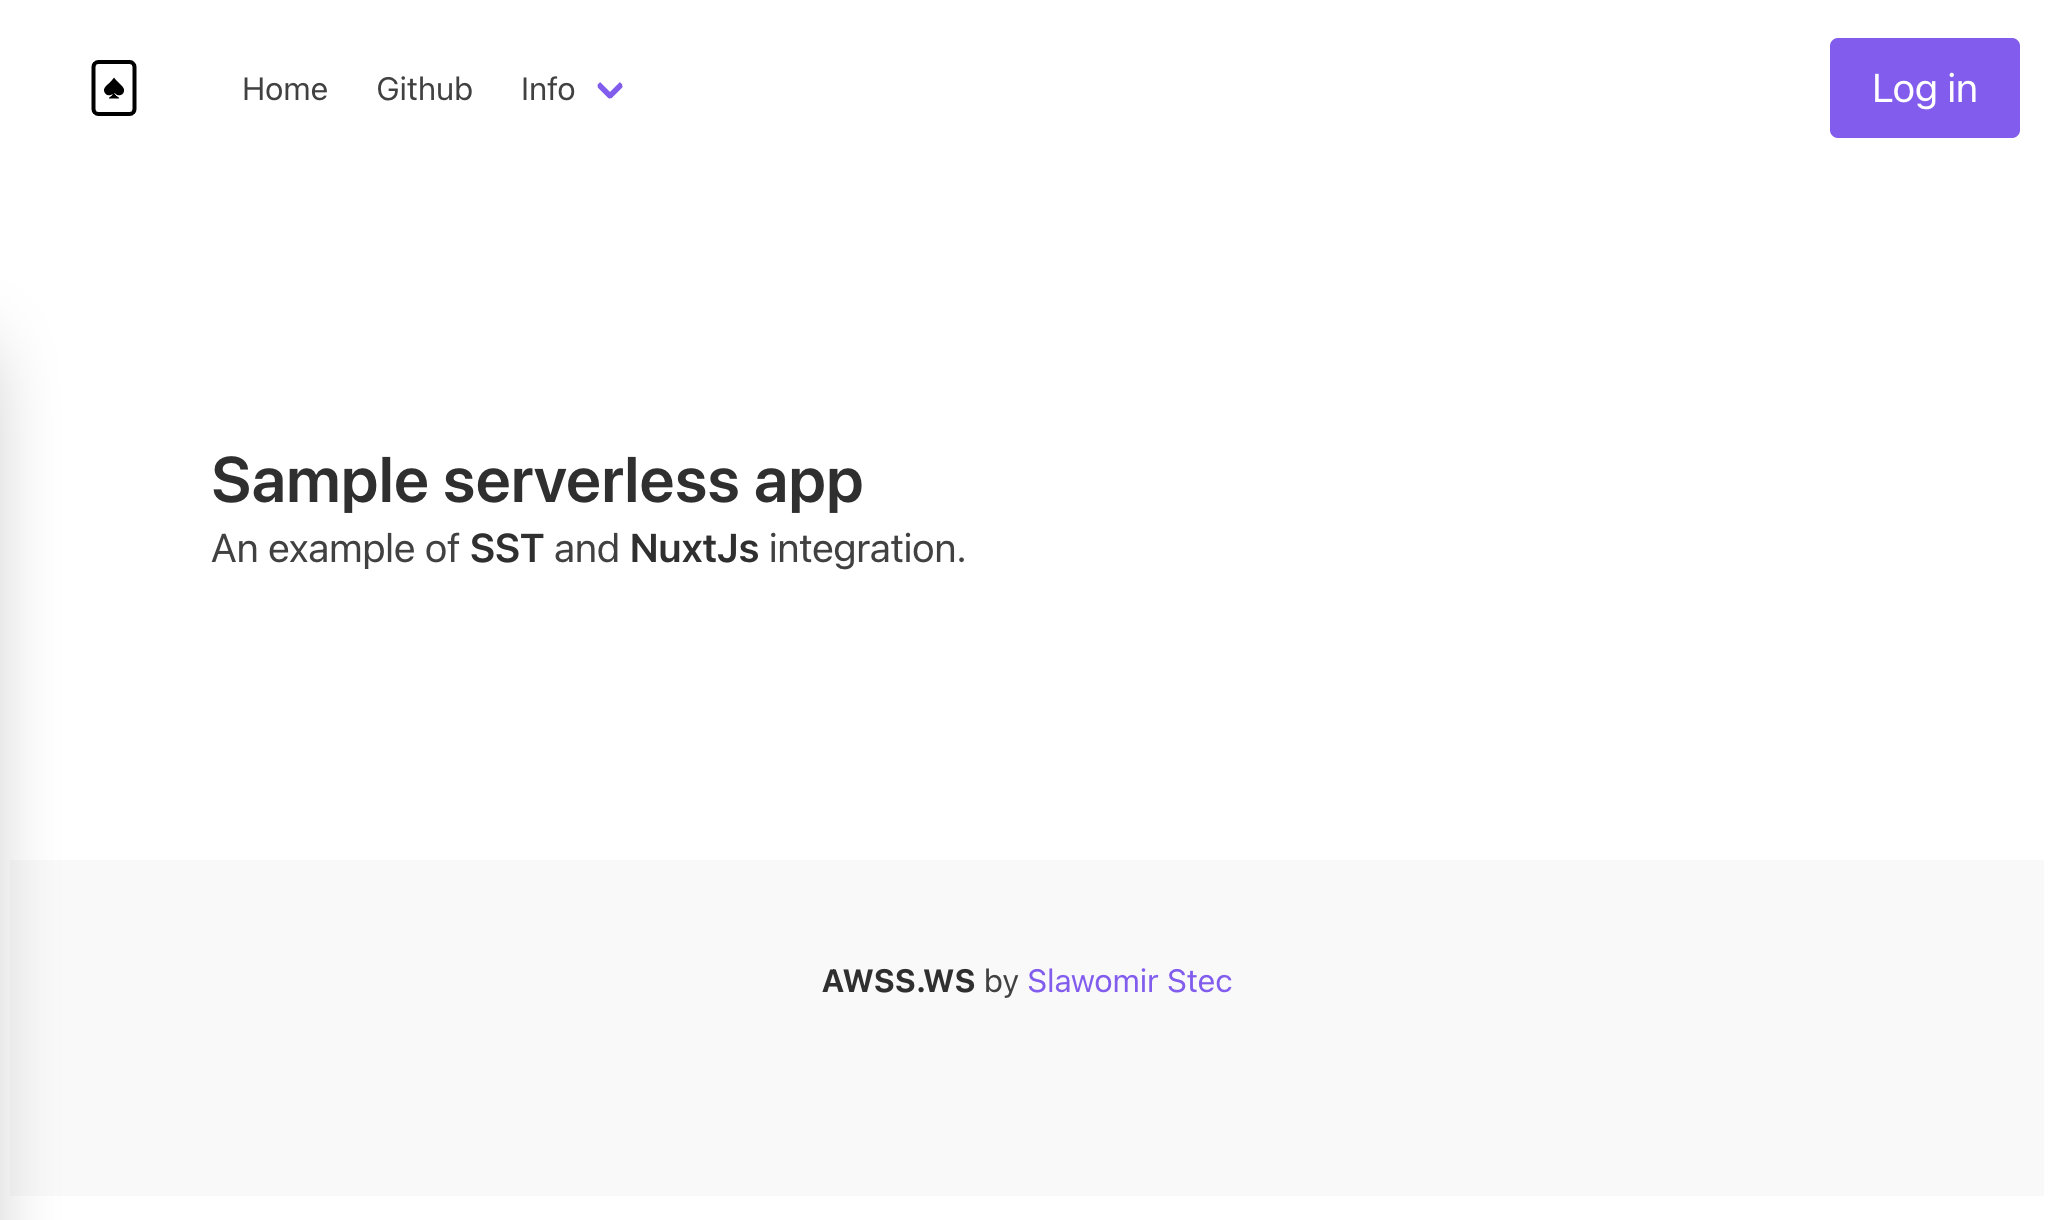 Home Github Info
Log in
Sample serverless app
An example of SST and NuxtJs integration.
AWSS.WS by Slawomir Stec